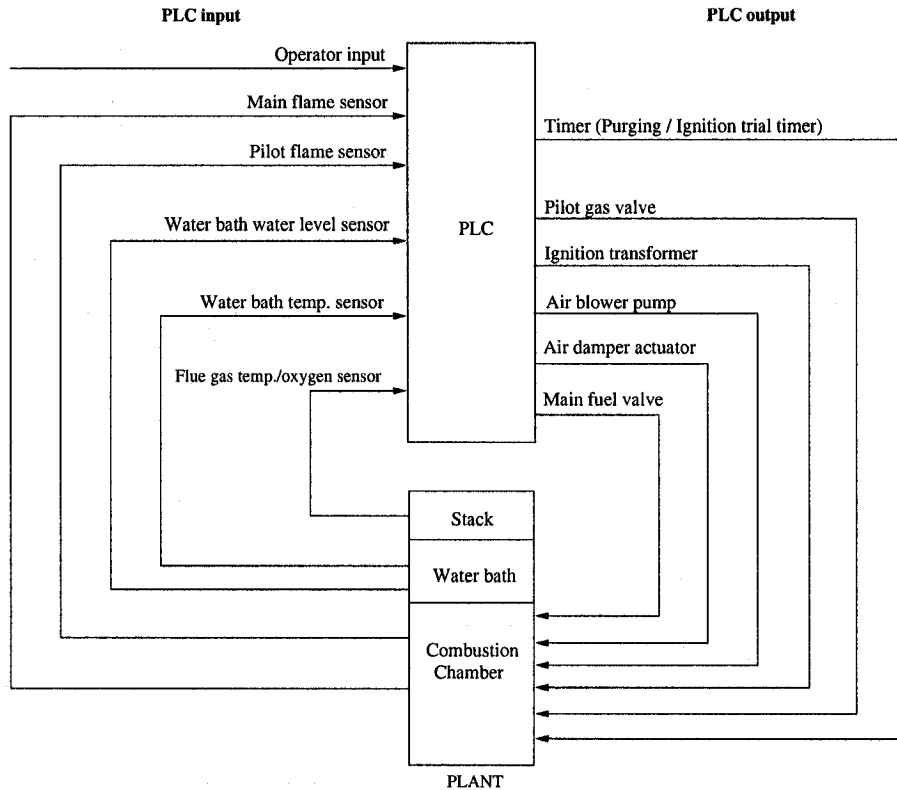 PLC input
PLC output
Operator input
Main flame sensor
Pilot flame sensor
Water bath water level sensor
Water bath temp. sensor
Flue gas temp./oxygen sensor
PLC
Timer (Purging / Ignition trial timer)
Pilot gas valve
Ignition transformer
Air blower pump
Air damper actuator
Main fuel valve
Stack
Water bath
Combustion
Chamber
PLANT